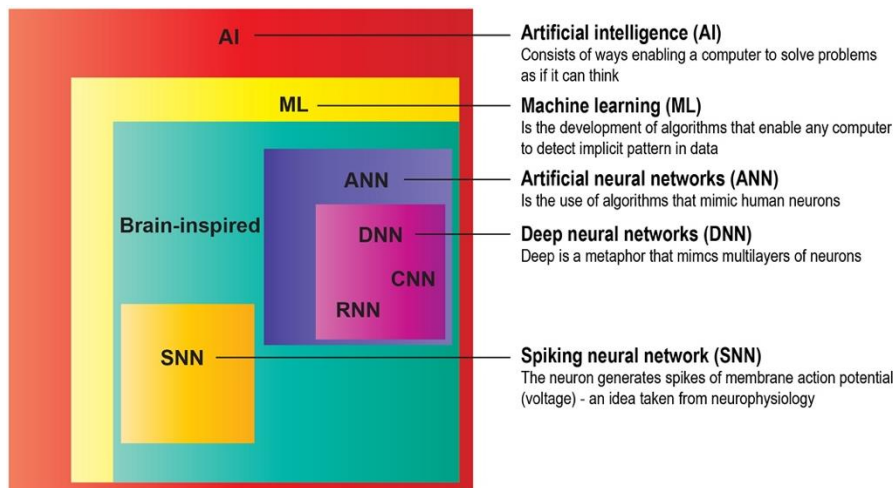 AI
Artificial intelligence (AI)
Consists of ways enabling a computer to solve problems
as if it can think
ML
Machine learning (ML)
Is the development of algorithms that enable any computer
to detect implicit pattern in data
ANN
Artificial neural networks (ANN)
Is the use of algorithms that mimic human neurons
Brain-inspired
DNN
Deep neural networks (DNN)
Deep is a metaphor that mimcs multilayers of neurons
CNN
RNN
SNN
Spiking neural network (SNN)
The neuron generates spikes of membrane action potential
(voltage) - an idea taken from neurophysiology